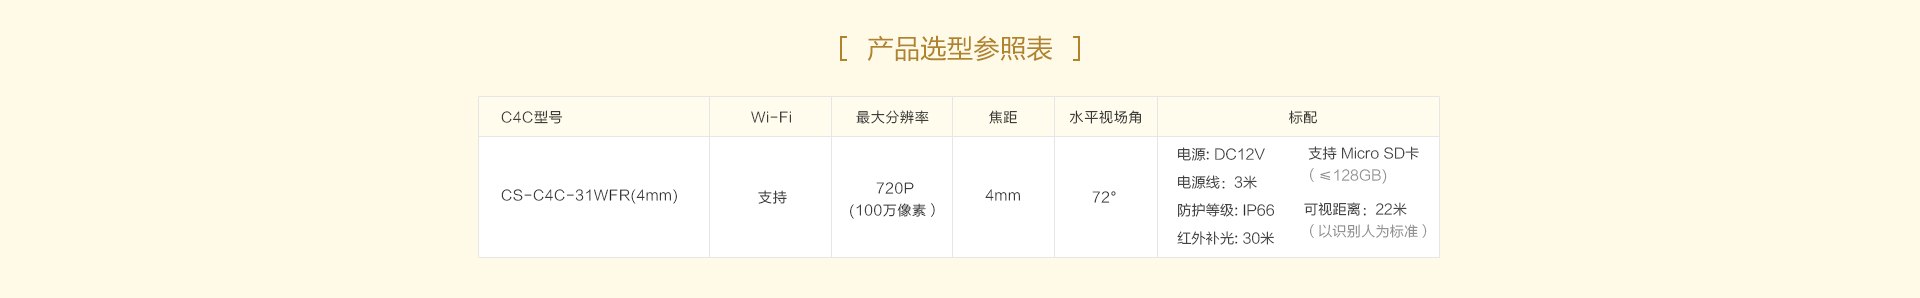 [ 产品选型参照表 ]
C4C型号
Wi-Fi
最大分辨率
焦距
水平视场角
标配
CS-C4C-31WFR(4mm)
支持
720P
(100万像素）
4mm
72°
电源: DC12V
电源线：3米
防护等级: IP66
红外补光: 30米
支持 Micro SD卡
（≤128GB)
可视距离：22米
（以识别人为标准）